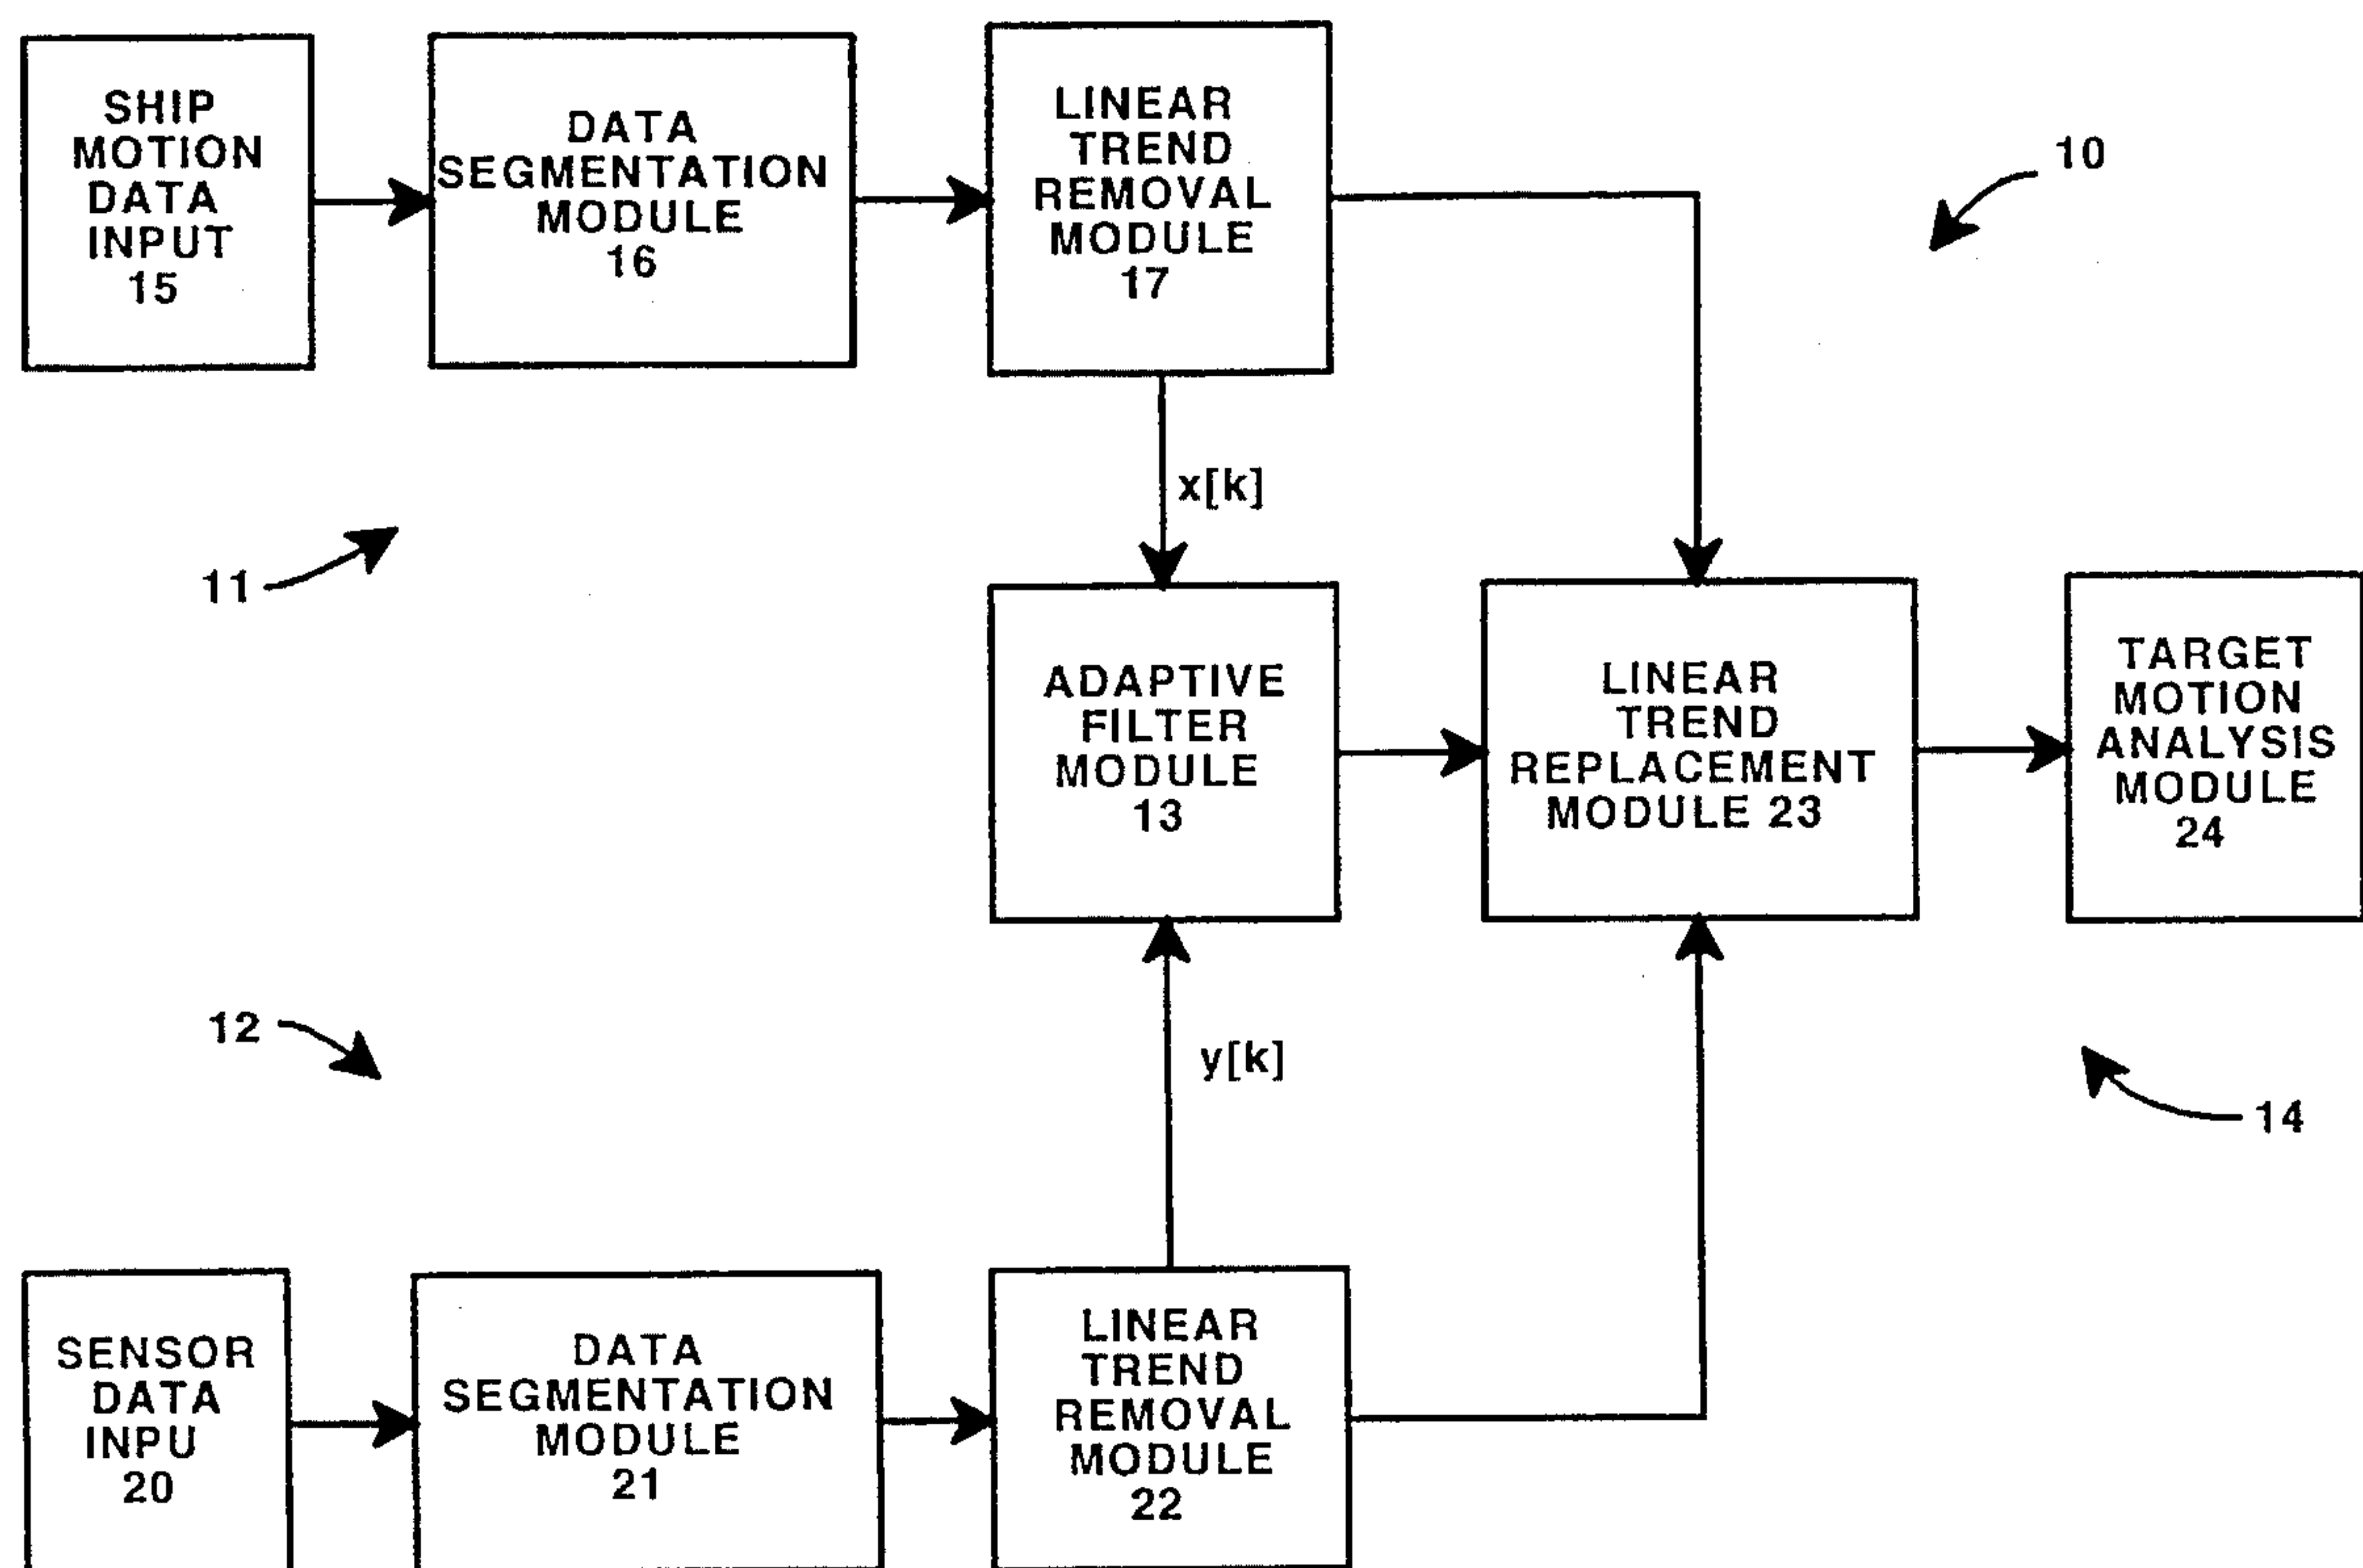 SHIP
MOTION
DATA
INPUT
15
DATA
SEGMENTATION
MODULE
16
LINEAR
TREND
REMOVAL
MODULE
17
10
x[k]
11
ADAPTIVE
FILTER
MODULE
13
LINEAR
TREND
REPLACEMENT
MODULE 23
TARGET
MOTION
ANALYSIS
MODULE
24
12
y[k]
14
SENSOR
DATA
INPU
20
DATA
SEGMENTATION
MODULE
21
LINEAR
TREND
REMOVAL
MODULE
22